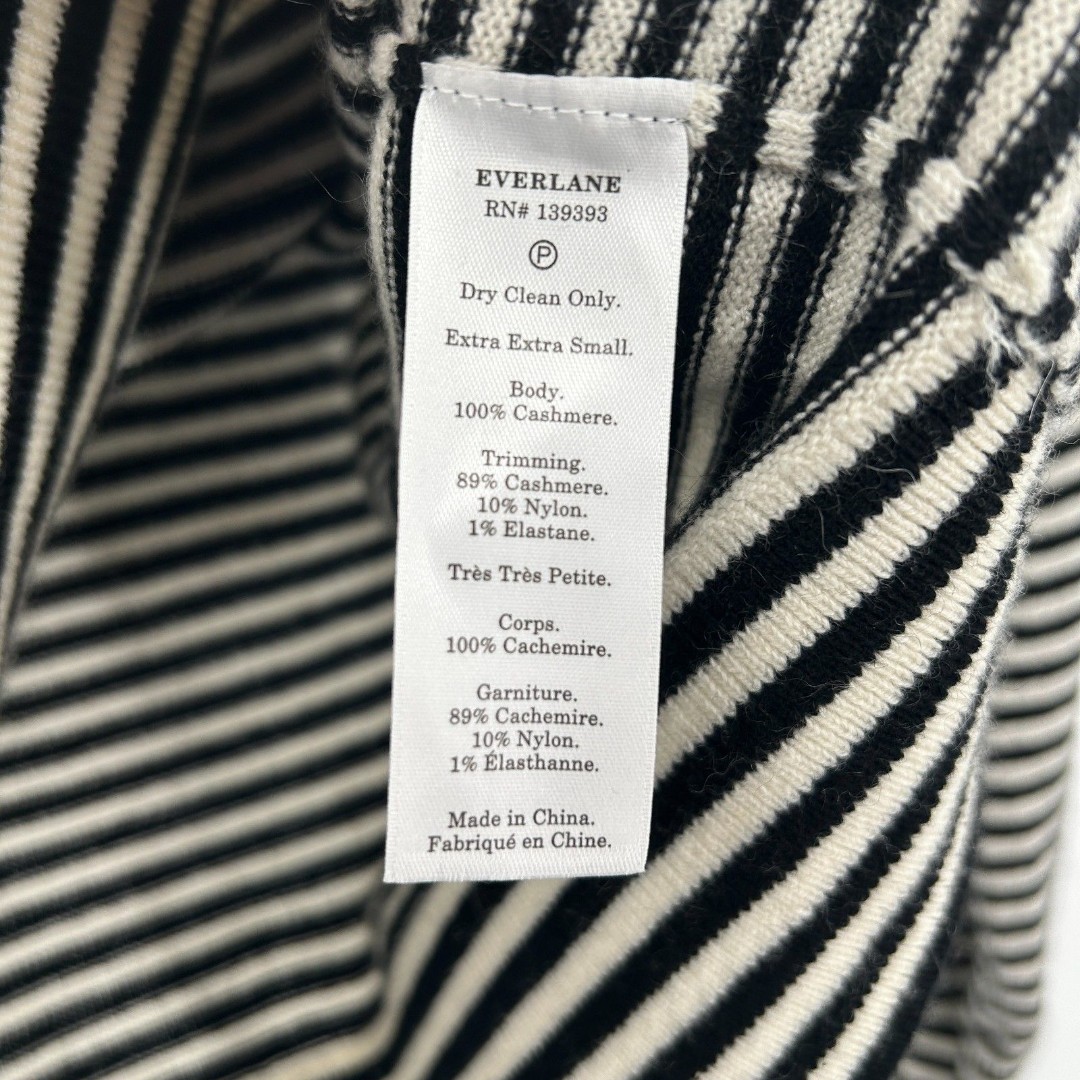 EVERLANE
RN# 139393
P
Dry Clean Only.
Extra Extra Small.
Body.
100% Cashmere.
Trimming.
89% Cashmere.
10% Nylon.
1% Elastane.
Très Très Petite.
Corps.
100% Cachemire.
Garniture.
89% Cachemire.
10% Nylon.
1% Élasthanne.
Made in China.
Fabriqué en Chine.